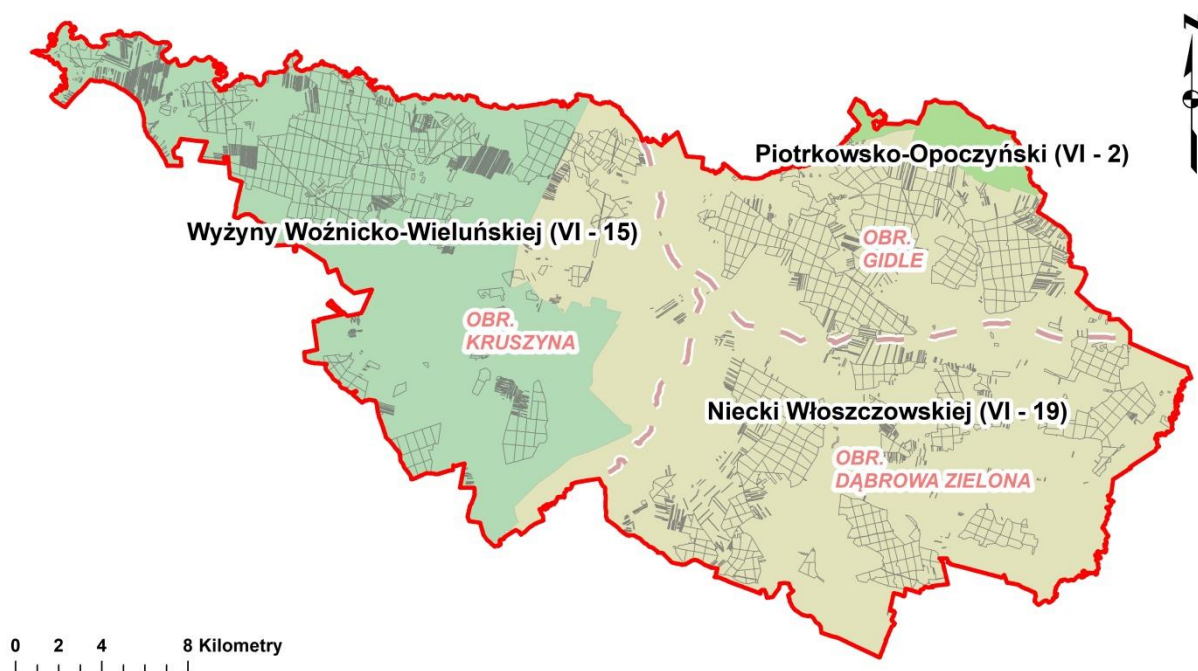 N
Piotrkowsko-Opoczyński (VI - 2)
Wyżyny Woźnicko-Wieluńskiej (VI - 15)
OBR.
GIDLE
OBR.
KRUSZYNA
Niecki Włoszczowskiej (VI - 19)
OBR.
DĄBROWA ZIELONA
0 2 4 8 Kilometry